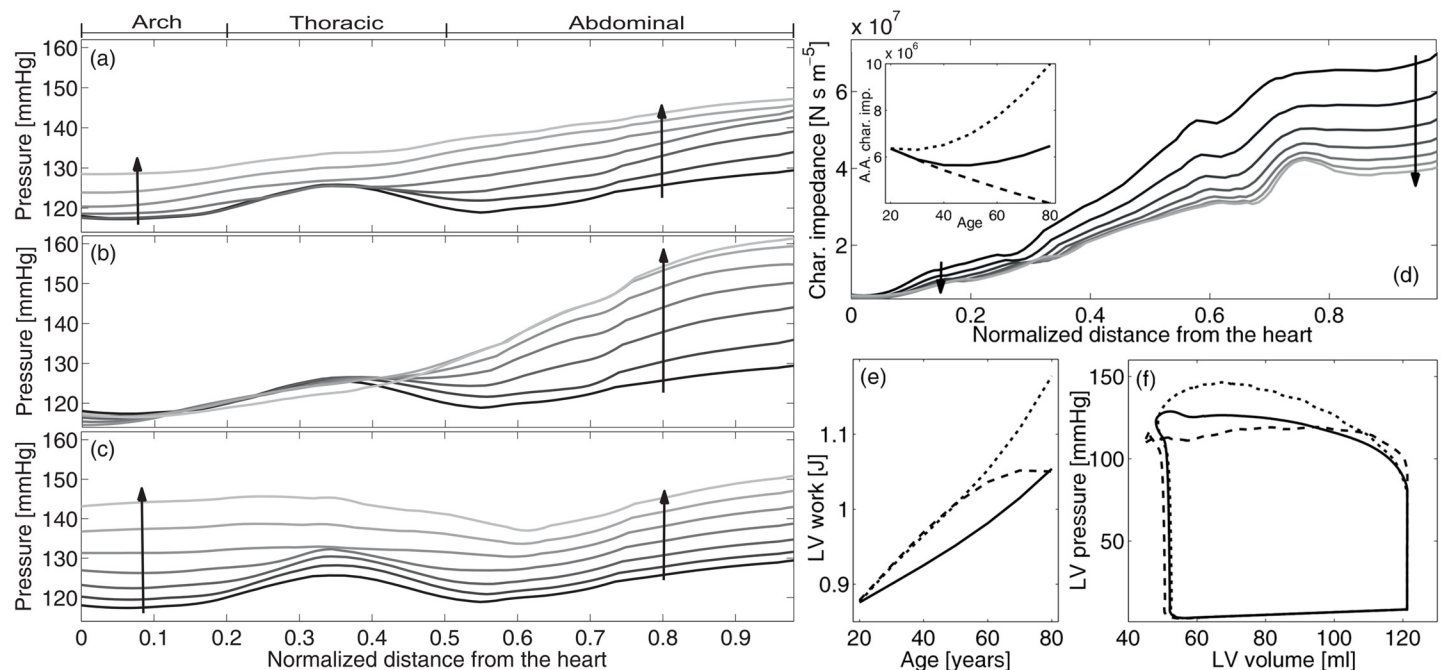 Arch Thoracic Abdominal
(a)
160
150
140
130
120
Pressure [mmHg]
(b)
160
150
140
130
120
Pressure [mmHg]
(c)
160
150
140
130
120
Pressure [mmHg]
0 0.1 0.2 0.3 0.4 0.5 0.6 0.7 0.8 0.9
Normalized distance from the heart
x 10^7
6
4
2
Char. impedance [N s m^-5]
x 10^6
10
8
6
A.A. char. imp.
20 40 60 80
Age
(d)
0 0.2 0.4 0.6 0.8
Normalized distance from the heart
(e)
1.1
1
0.9
LV work [J]
20 40 60 80
Age [years]
(f)
150
100
50
LV pressure [mmHg]
40 60 80 100 120
LV volume [ml]